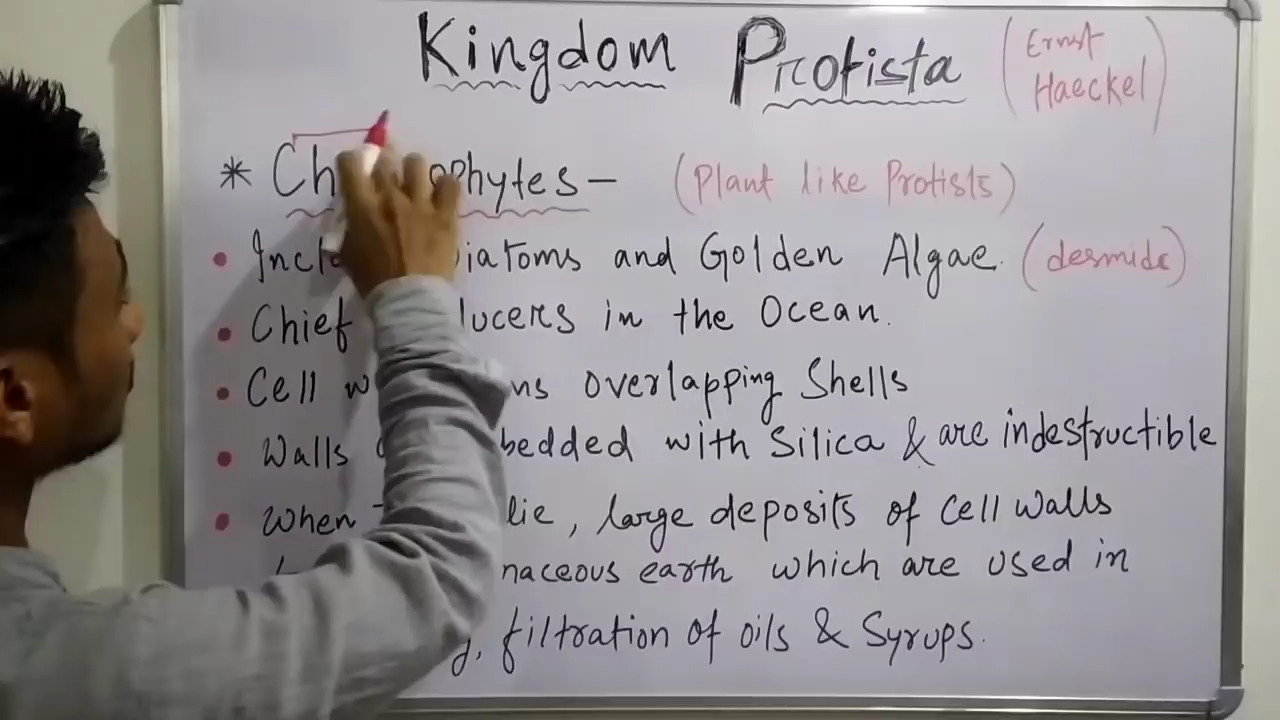 Kingdom Protista (Ernst
Haeckel)
* Ch ophytes - (Plant like Protists)
• Incl iatoms and Golden Algae. (desmids)
• Chief ducers in the Ocean.
• Cell w ns overlapping Shells
• Walls bedded with Silica & are indestructible
• When die, large deposits of cell walls
naceous earth which are used in
g, filtration of oils & Syrups.